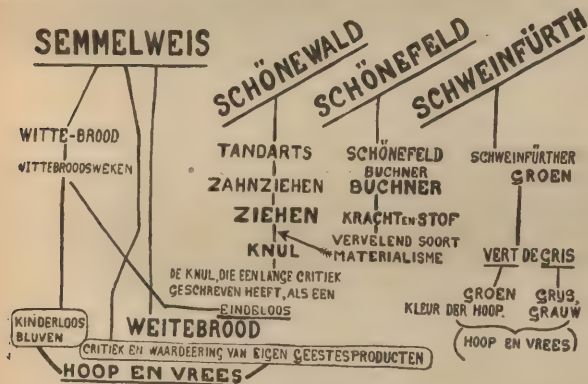 SEMMELWEIS
WITTE-BROOD
WITTEBROODSWEKEN
KINDERLOOS
BLIJVEN
WEITEBROOD
CRITIEK EN WAARDEERING VAN EIGEN GEESTESPRODUCTEN
HOOP EN VREES
SCHÖNEWALD
TANDARTS
ZAHNZIEHEN
ZIEHEN
KNUL
DE KNUL, DIE EEN LANGE CRITIEK
GESCHREVEN HEEFT, ALS EEN
EINDELOOS
SCHÖNEFELD
SCHÖNEFELD
BUCHNER
BUCHNER
KRACHT EN STOF
VERVELEND SOORT
MATERIALISME
SCHWEINFÜRTH
SCHWEINFÜRTHER
GROEN
VERT DE GRIS
GROEN
KLEUR DER HOOP.
GRIJS,
GRAUW
(HOOP EN VREES)